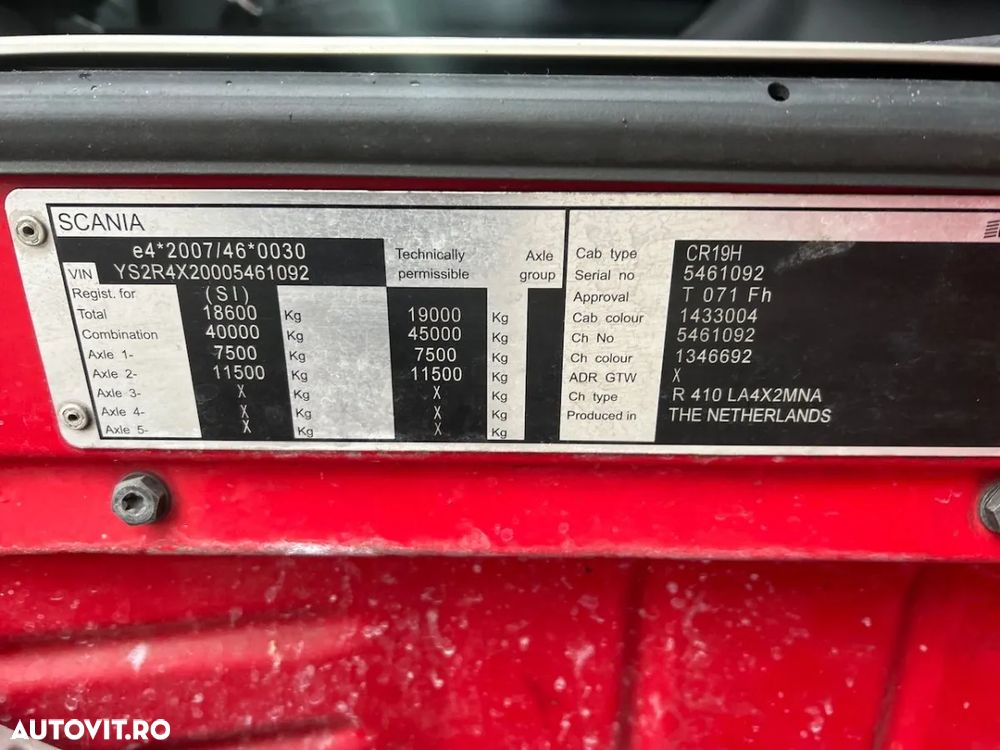 SCANIA
e4*2007/46*0030
VIN YS2R4X20005461092
Technically permissible
Axle group
Regist. for (SI)
Total 18600 Kg 19000 Kg
Combination 40000 Kg 45000 Kg
Axle 1- 7500 Kg 7500 Kg
Axle 2- 11500 Kg 11500 Kg
Axle 3- X Kg X Kg
Axle 4- X Kg X Kg
Axle 5- X Kg X Kg
Cab type CR19H
Serial no 5461092
Approval T 071 Fh
Cab colour 1433004
Ch No 5461092
Ch colour 1346692
ADR GTW X
Ch type R 410 LA4X2MNA
Produced in THE NETHERLANDS
AUTOVIT.RO